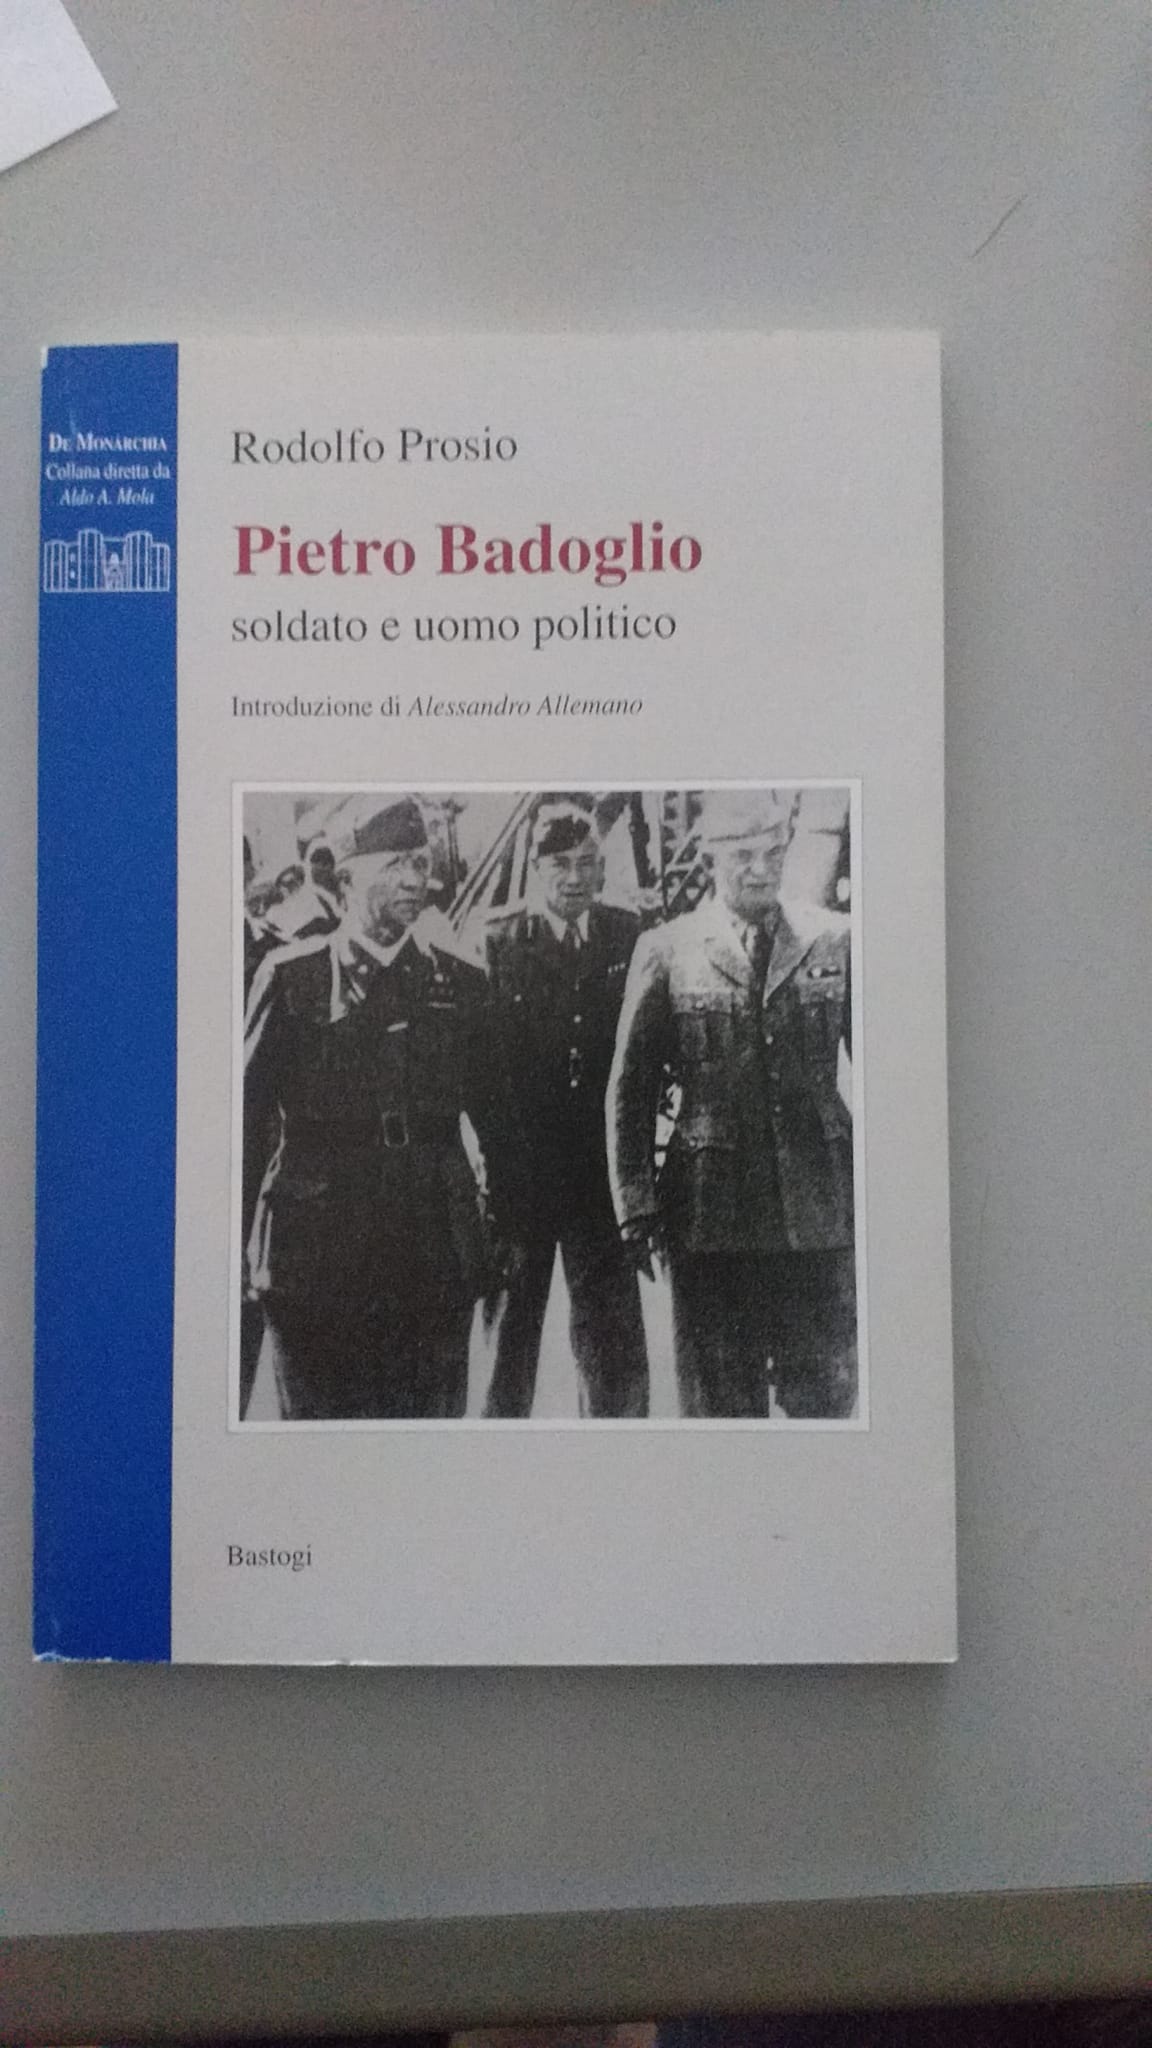 De Monarchia
Collana diretta da
Aldo A. Mola
Rodolfo Prosio
Pietro Badoglio
soldato e uomo politico
Introduzione di Alessandro Allemano
Bastogi